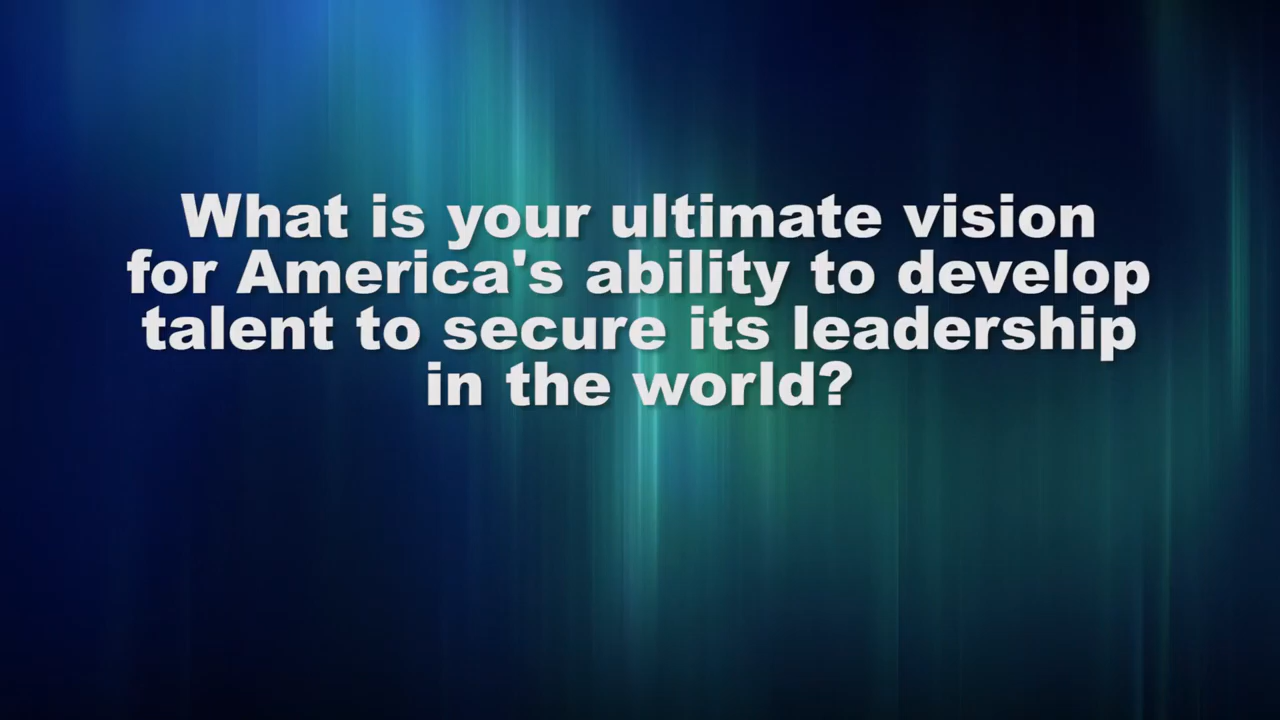 What is your ultimate vision
for America's ability to develop
talent to secure its leadership
in the world?